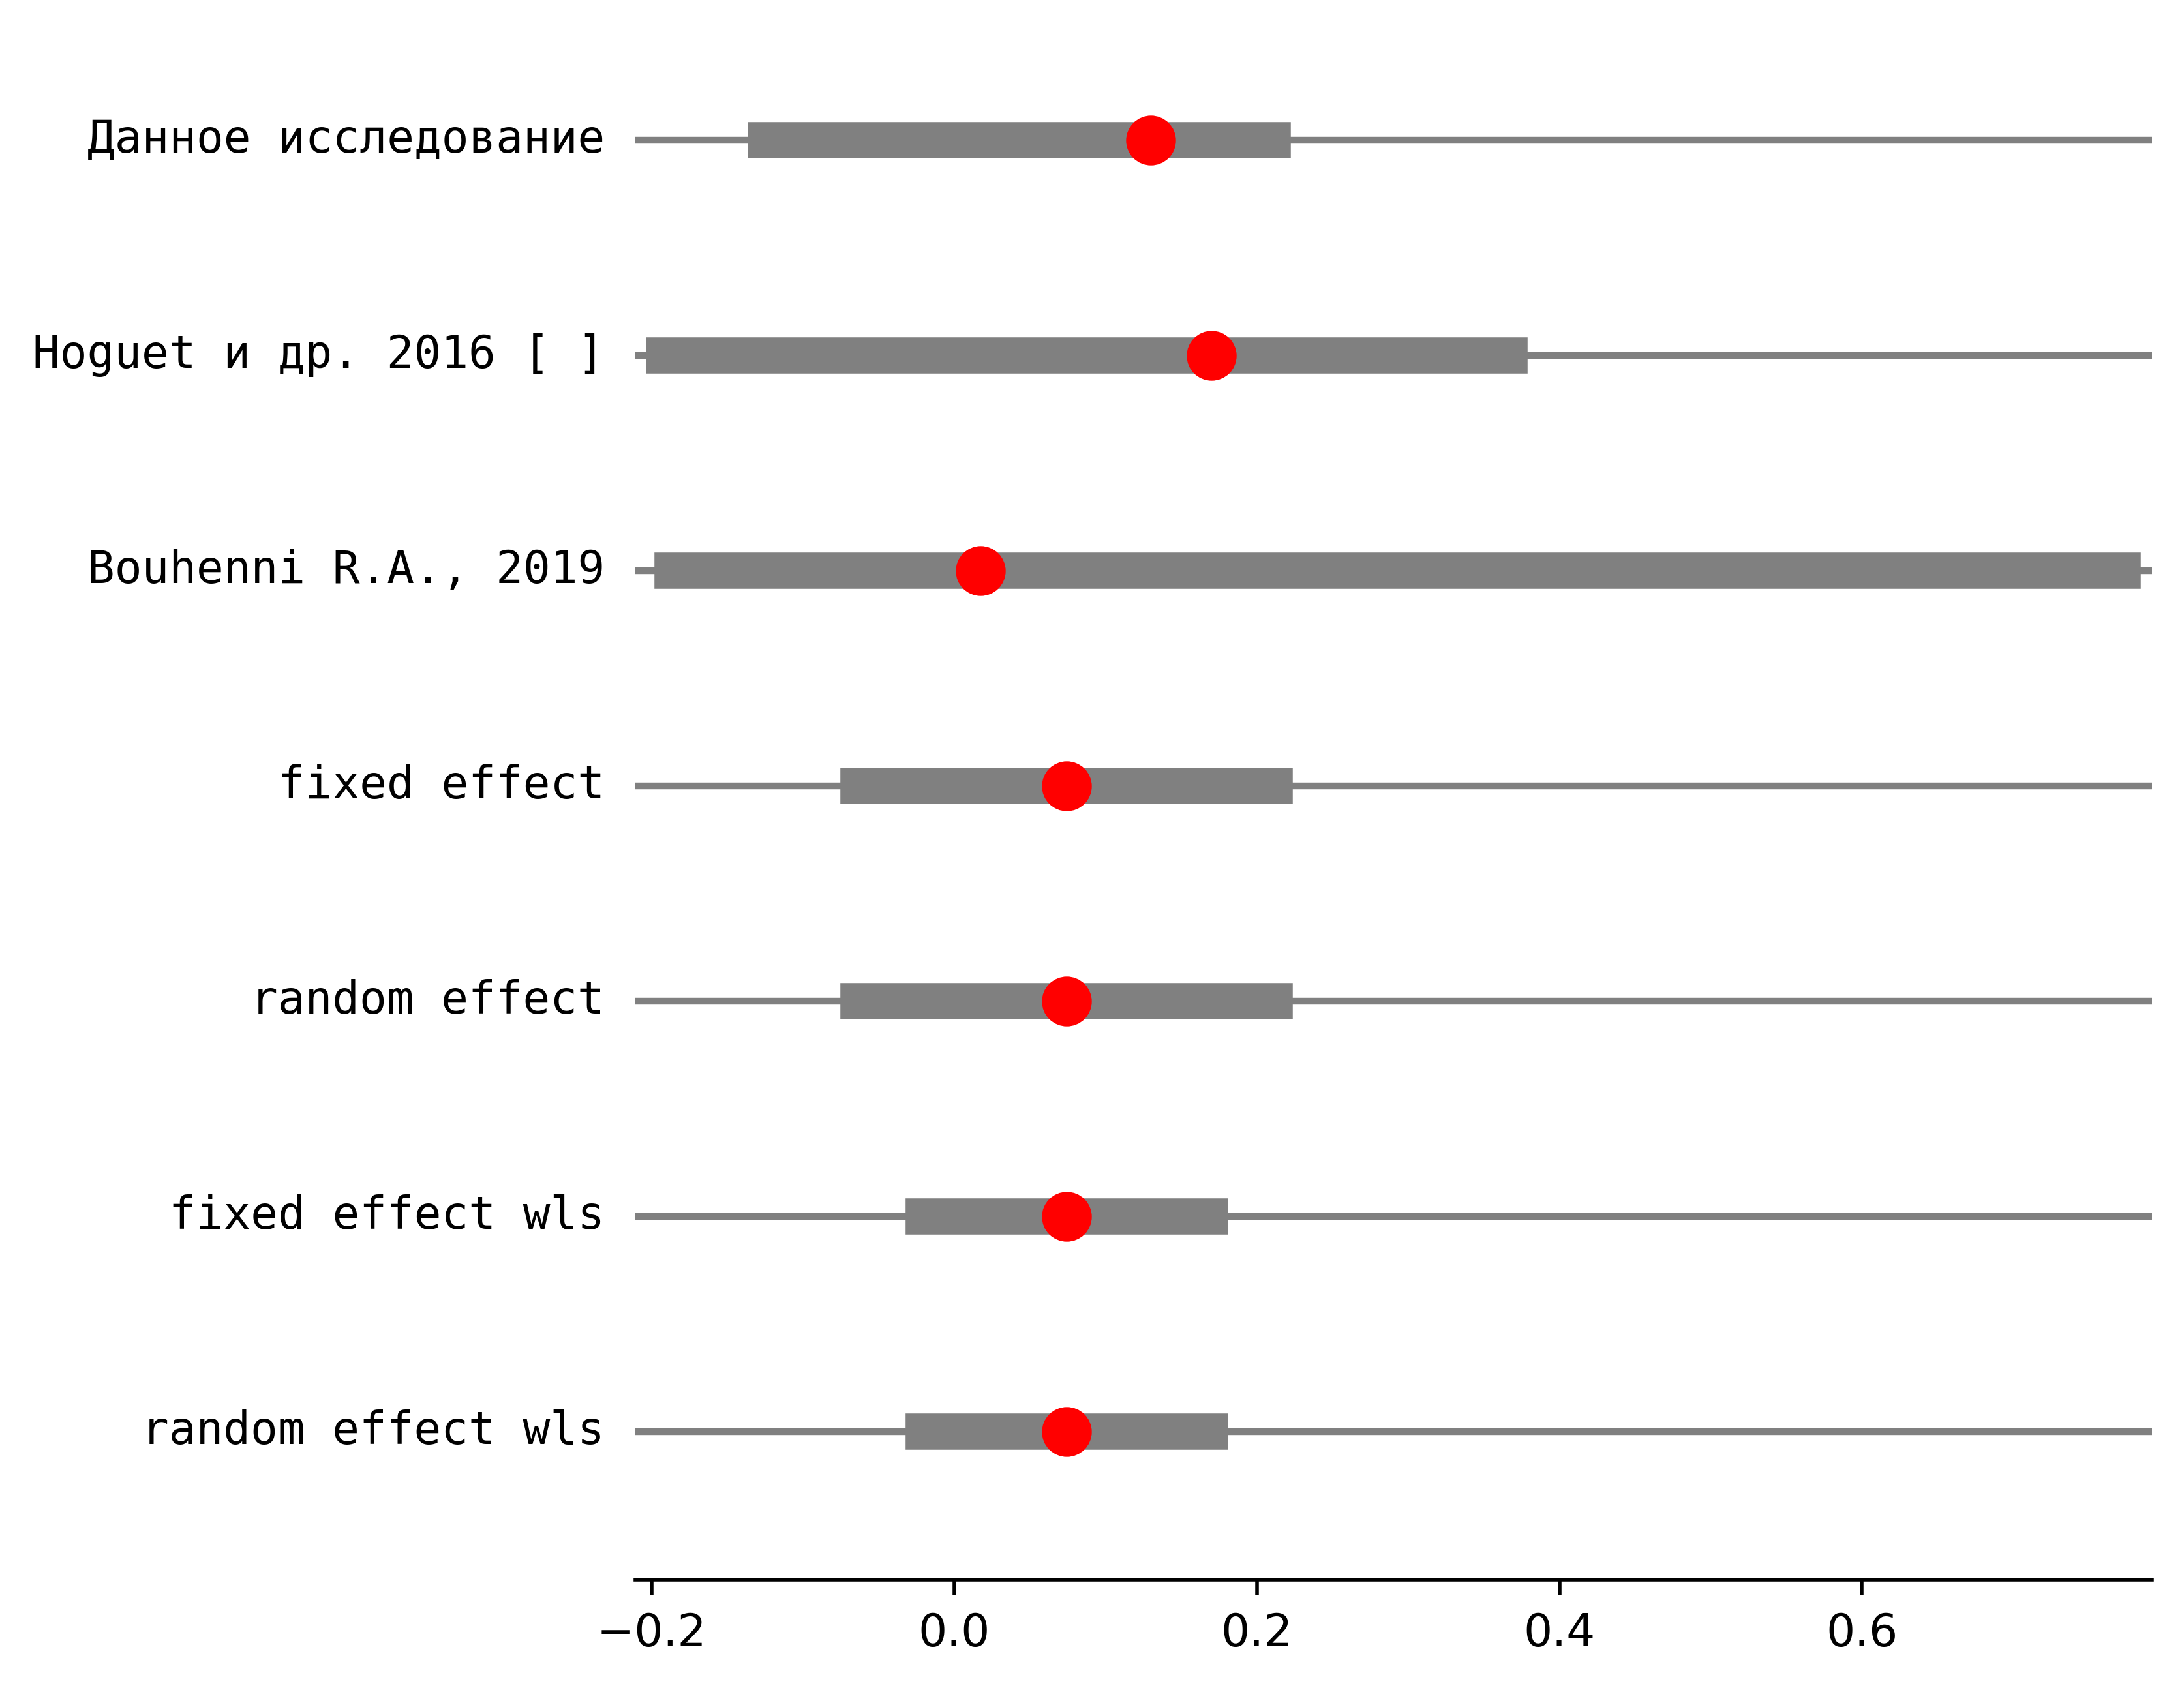 Данное исследование
Hoguet и др. 2016 [ ]
Bouhenni R.A., 2019
fixed effect
random effect
fixed effect wls
random effect wls
−0.2 0.0 0.2 0.4 0.6